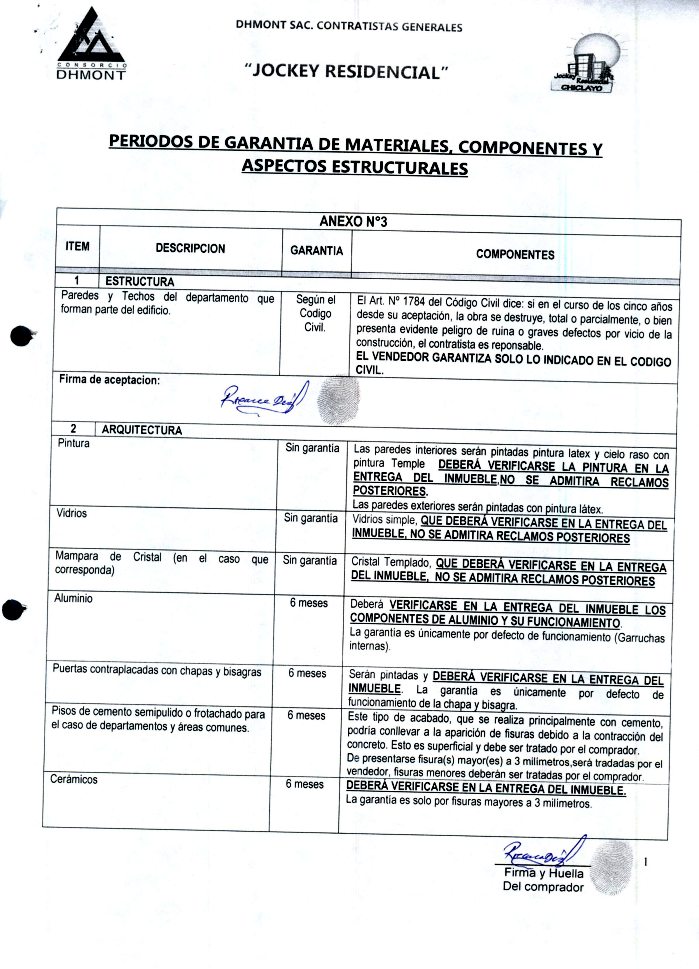 DHMONT SAC. CONTRATISTAS GENERALES
CONSORCIO
DHMONT
"JOCKEY RESIDENCIAL"
Jockey
Residencial
CHICLAYO
PERIODOS DE GARANTIA DE MATERIALES, COMPONENTES Y
ASPECTOS ESTRUCTURALES
ANEXO N°3
ITEM DESCRIPCION GARANTIA COMPONENTES
1 ESTRUCTURA
Paredes y Techos del departamento que
forman parte del edificio.
Según el
Codigo
Civil.
El Art. Nº 1784 del Código Civil dice: si en el curso de los cinco años
desde su aceptación, la obra se destruye, total o parcialmente, o bien
presenta evidente peligro de ruina o graves defectos por vicio de la
construcción, el contratista es reponsable.
EL VENDEDOR GARANTIZA SOLO LO INDICADO EN EL CODIGO
CIVIL.
Firma de aceptacion:
2 ARQUITECTURA
Pintura
Sin garantia
Las paredes interiores serán pintadas pintura latex y cielo raso con
pintura Temple DEBERÁ VERIFICARSE LA PINTURA EN LA
ENTREGA DEL INMUEBLE,NO SE ADMITIRA RECLAMOS
POSTERIORES.
Las paredes exteriores serán pintadas con pintura látex.
Vidrios
Sin garantia
Vidrios simple, QUE DEBERÁ VERIFICARSE EN LA ENTREGA DEL
INMUEBLE, NO SE ADMITIRA RECLAMOS POSTERIORES
Mampara de Cristal (en el caso que
corresponda)
Sin garantia
Cristal Templado, QUE DEBERÁ VERIFICARSE EN LA ENTREGA
DEL INMUEBLE, NO SE ADMITIRA RECLAMOS POSTERIORES
Aluminio
6 meses
Deberá VERIFICARSE EN LA ENTREGA DEL INMUEBLE LOS
COMPONENTES DE ALUMINIO Y SU FUNCIONAMIENTO.
La garantia es únicamente por defecto de funcionamiento (Garruchas
internas).
Puertas contraplacadas con chapas y bisagras
6 meses
Serán pintadas y DEBERÁ VERIFICARSE EN LA ENTREGA DEL
INMUEBLE. La garantia es únicamente por defecto de
funcionamiento de la chapa y bisagra.
Pisos de cemento semipulido o frotachado para
el caso de departamentos y áreas comunes.
6 meses
Este tipo de acabado, que se realiza principalmente con cemento,
podría conllevar a la aparición de fisuras debido a la contracción del
concreto. Esto es superficial y debe ser tratado por el comprador.
De presentarse fisura(s) mayor(es) a 3 milimetros,será tradadas por el
vendedor, fisuras menores deberán ser tratadas por el comprador.
Cerámicos
6 meses
DEBERÁ VERIFICARSE EN LA ENTREGA DEL INMUEBLE.
La garantia es solo por fisuras mayores a 3 milimetros.
Firma y Huella
Del comprador
1